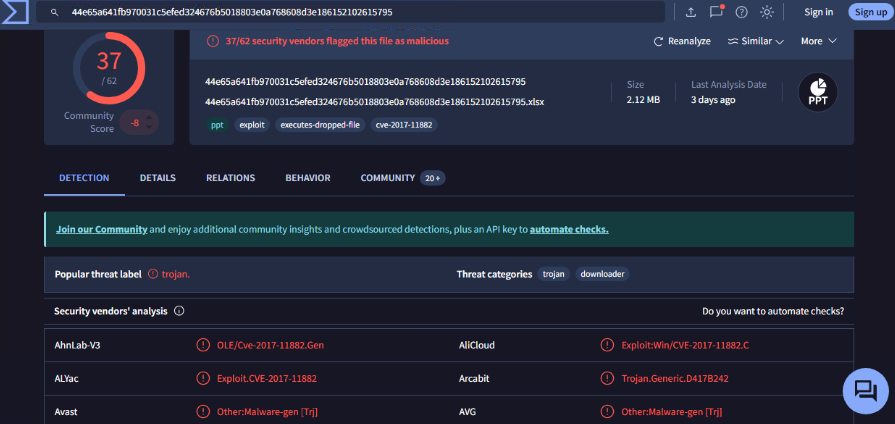 44e65a641fb970031c5efed324676b5018803e0a768608d3e186152102615795
Sign in
Sign up
37
/ 62
Community
Score
-8
37/62 security vendors flagged this file as malicious
Reanalyze
Similar
More
44e65a641fb970031c5efed324676b5018803e0a768608d3e186152102615795
44e65a641fb970031c5efed324676b5018803e0a768608d3e186152102615795.xlsx
ppt
exploit
executes-dropped-file
cve-2017-11882
Size
2.12 MB
Last Analysis Date
3 days ago
PPT
DETECTION
DETAILS
RELATIONS
BEHAVIOR
COMMUNITY
20+
Join our Community and enjoy additional community insights and crowdsourced detections, plus an API key to automate checks.
Popular threat label
trojan.
Threat categories
trojan
downloader
Security vendors' analysis
Do you want to automate checks?
AhnLab-V3
OLE/Cve-2017-11882.Gen
AliCloud
Exploit:Win/CVE-2017-11882.C
ALYac
Exploit.CVE-2017-11882
Arcabit
Trojan.Generic.D417B242
Avast
Other:Malware-gen [Trj]
AVG
Other:Malware-gen [Trj]